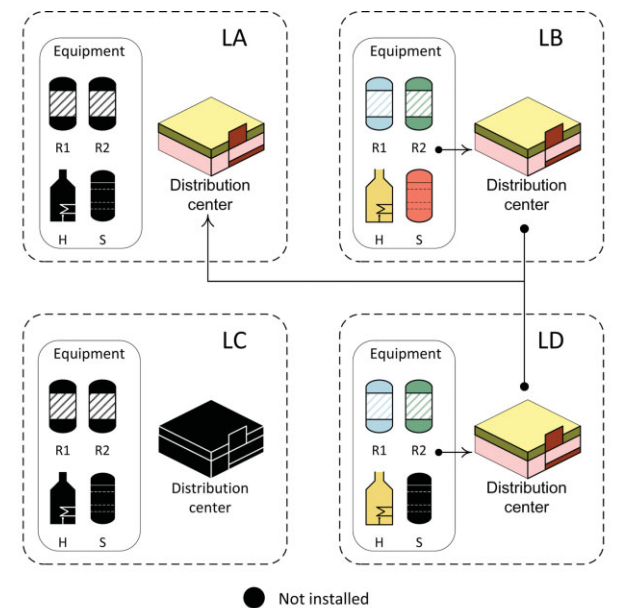 LA
Equipment
R1 R2
H S
Distribution
center
LB
Equipment
R1 R2
H S
Distribution
center
LC
Equipment
R1 R2
H S
Distribution
center
LD
Equipment
R1 R2
H S
Distribution
center
Not installed